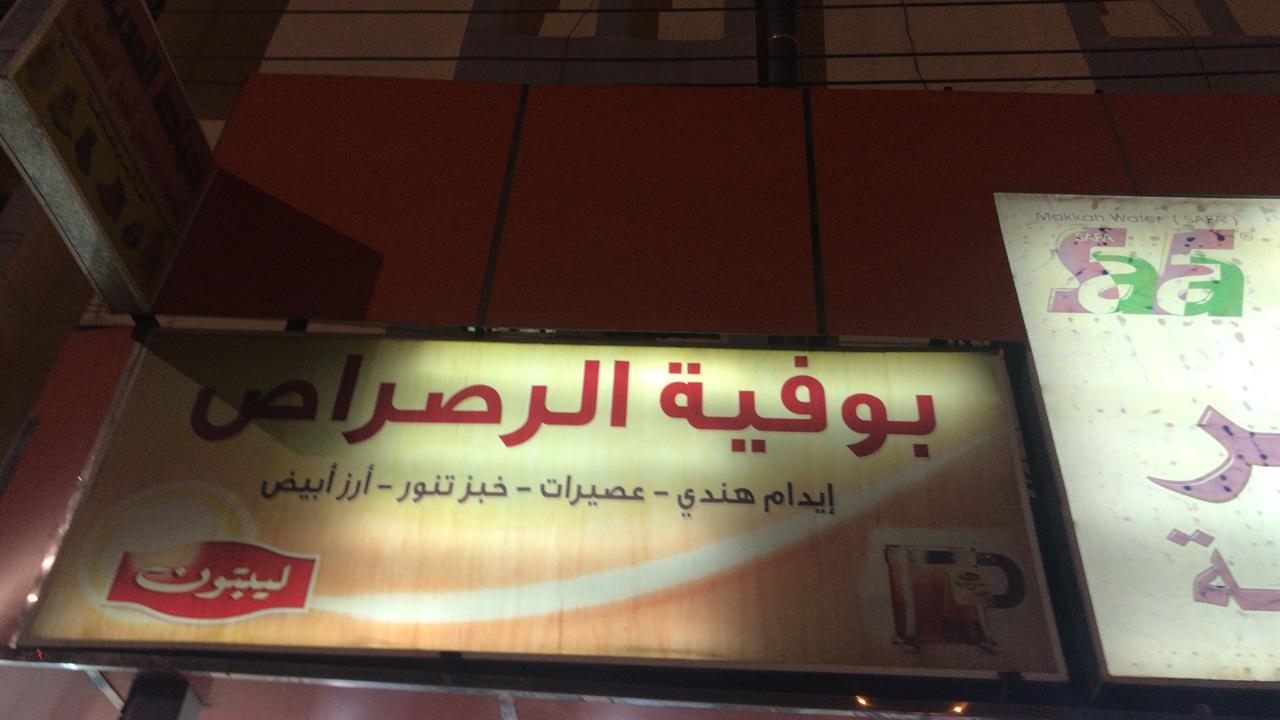 بوفية الرصراص
إيدام هندي - عصيرات - خبز تنور - أرز أبيض
ليبتون
Makkah Water ( SAFA )
SAFA
Safa®